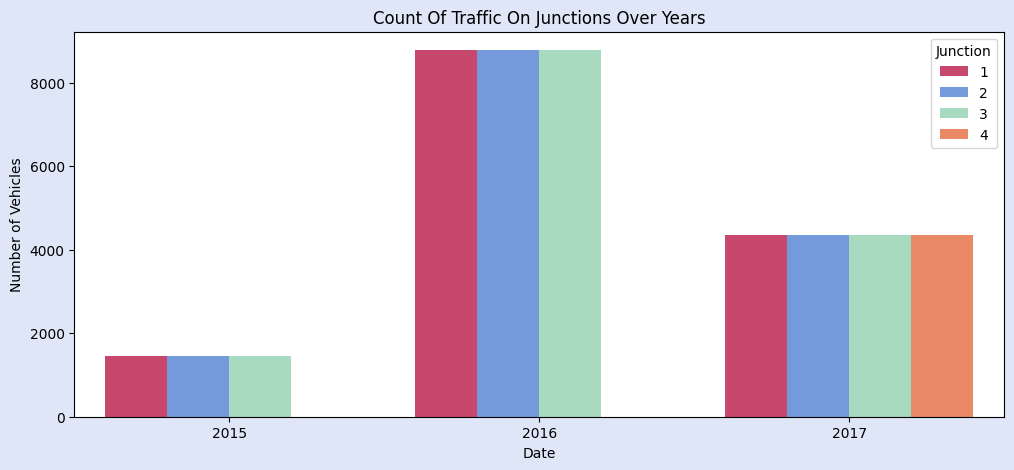 Count Of Traffic On Junctions Over Years
Number of Vehicles
8000
6000
4000
2000
0
Junction
1
2
3
4
2015 2016 2017
Date